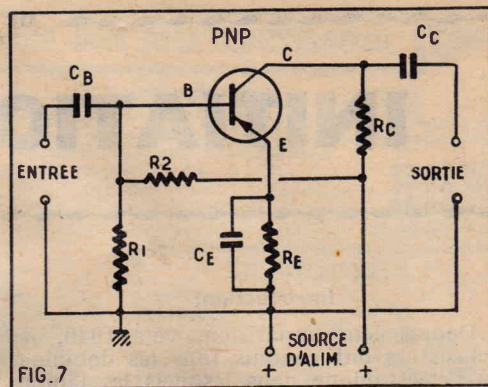 PNP
C
CC
CB
B
E
RC
ENTREE
R2
SORTIE
R1
CE
RE
SOURCE
D'ALIM.
+
+
FIG.7